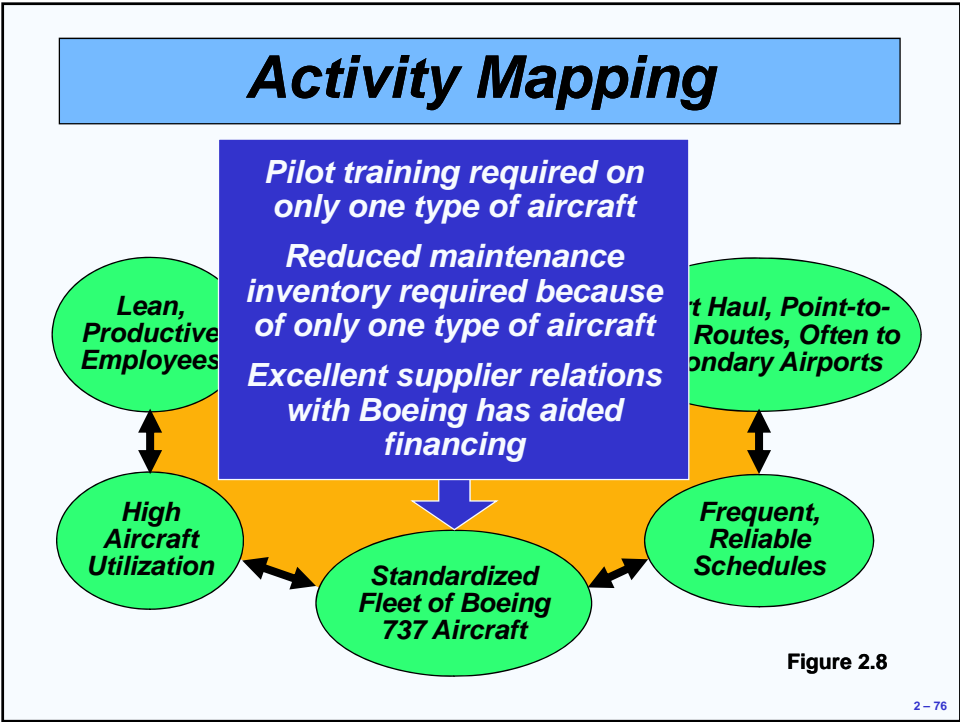 Activity Mapping
Pilot training required on
only one type of aircraft
Reduced maintenance
inventory required because
of only one type of aircraft
Excellent supplier relations
with Boeing has aided
financing
Lean,
Productive
Employees
Haul, Point-to-
Routes, Often to
Airports
High
Aircraft
Utilization
Standardized
Fleet of Boeing
737 Aircraft
Frequent,
Reliable
Schedules
Figure 2.8
2 – 76